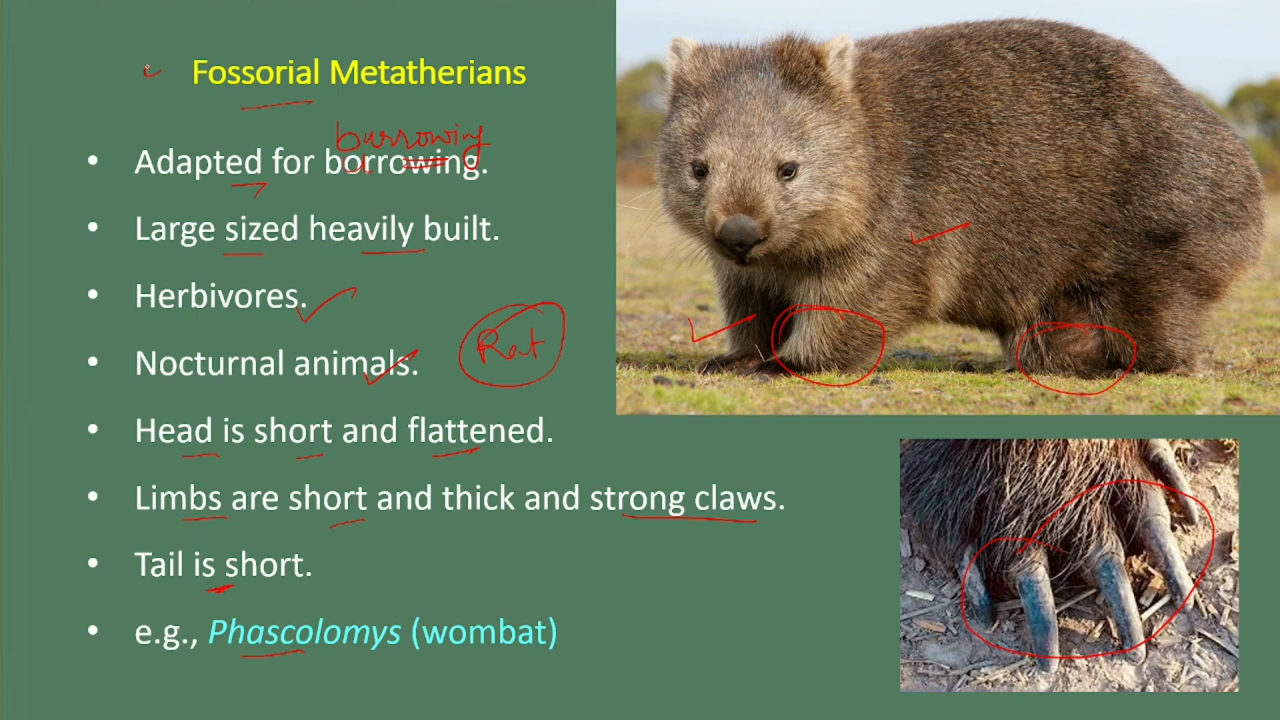 Fossorial Metatherians
burrowing
• Adapted for borrowing.
• Large sized heavily built.
• Herbivores.
• Nocturnal animals.
Rat
• Head is short and flattened.
• Limbs are short and thick and strong claws.
• Tail is short.
• e.g., Phascolomys (wombat)